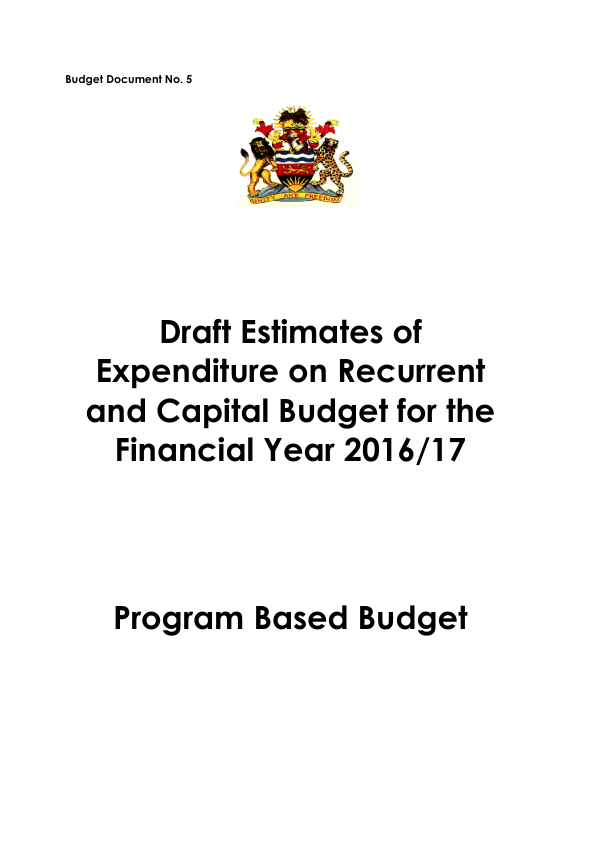 Budget Document No. 5
UNITY AND FREEDOM
Draft Estimates of
Expenditure on Recurrent
and Capital Budget for the
Financial Year 2016/17
Program Based Budget